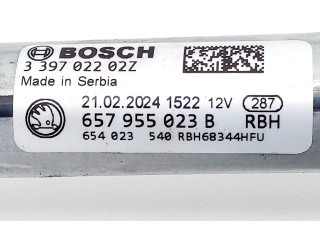 BOSCH
3 397 022 02Z
Made in Serbia
21.02.2024 1522 12V 287
657 955 023 B RBH
654 023 540 RBH68344HFU